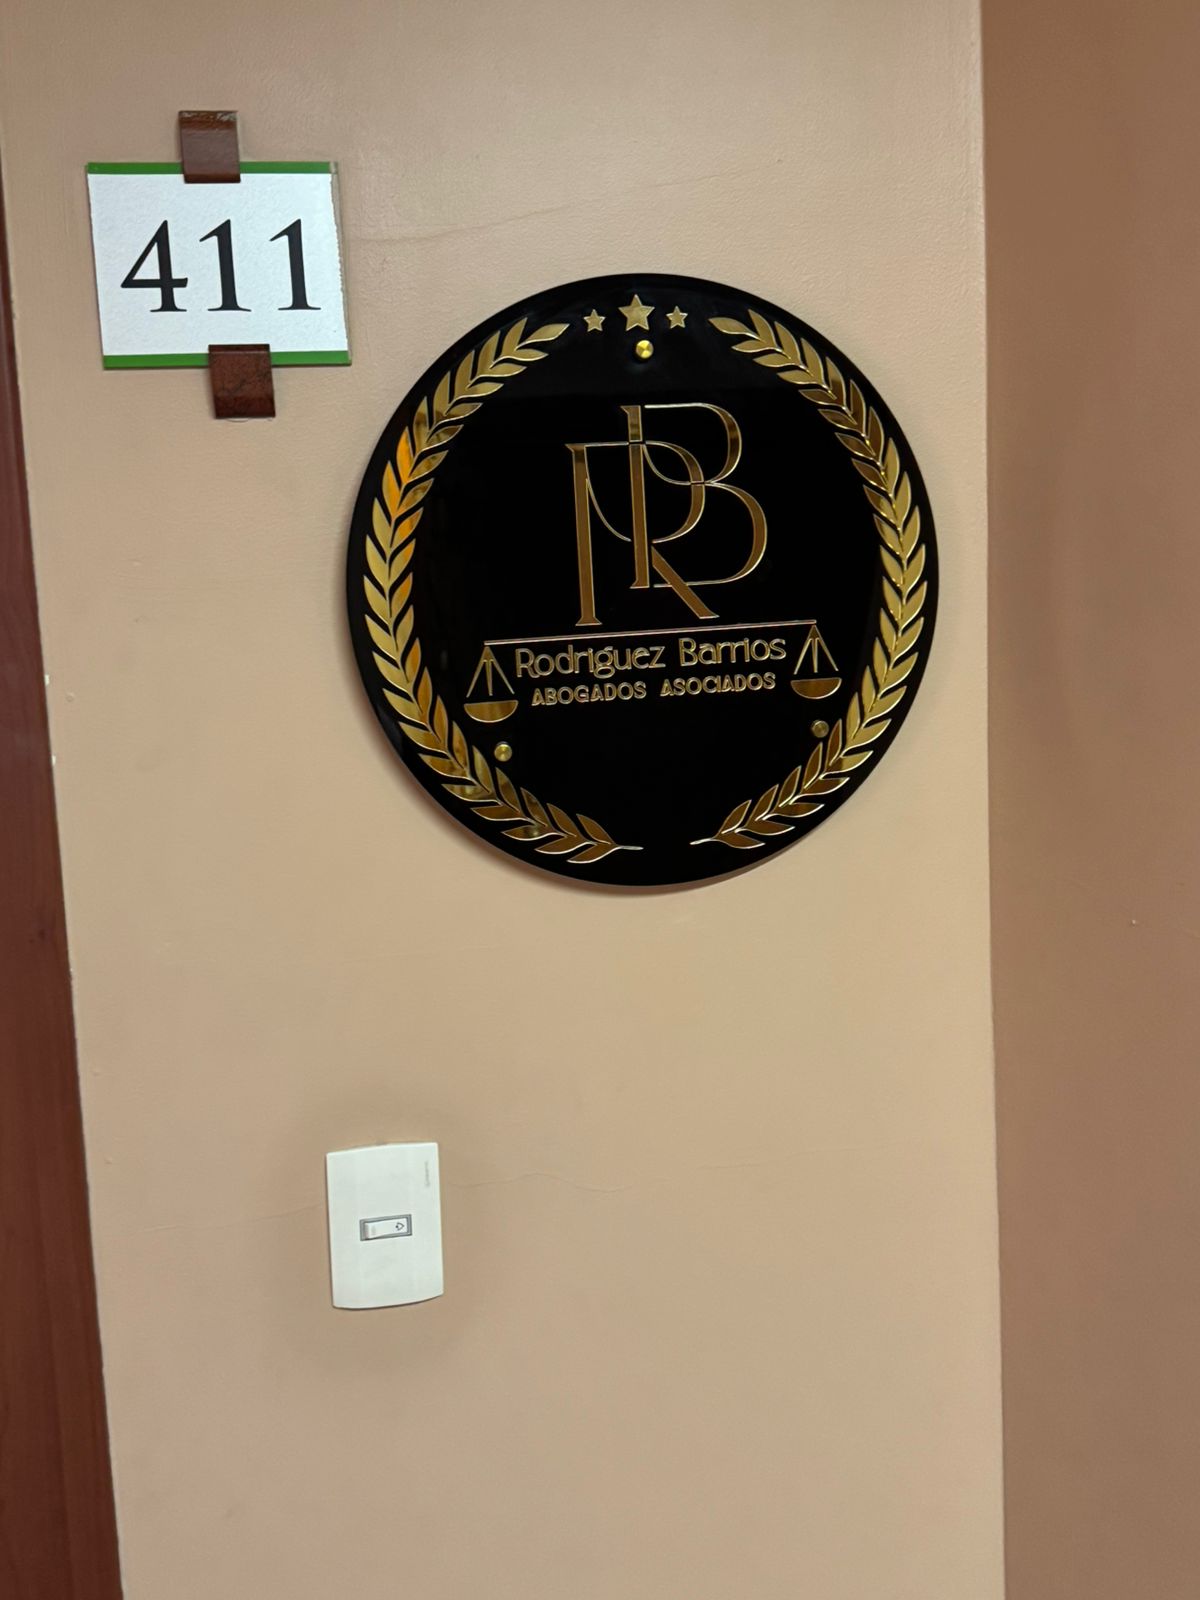 411
RB
Rodriguez Barrios
ABOGADOS ASOCIADOS